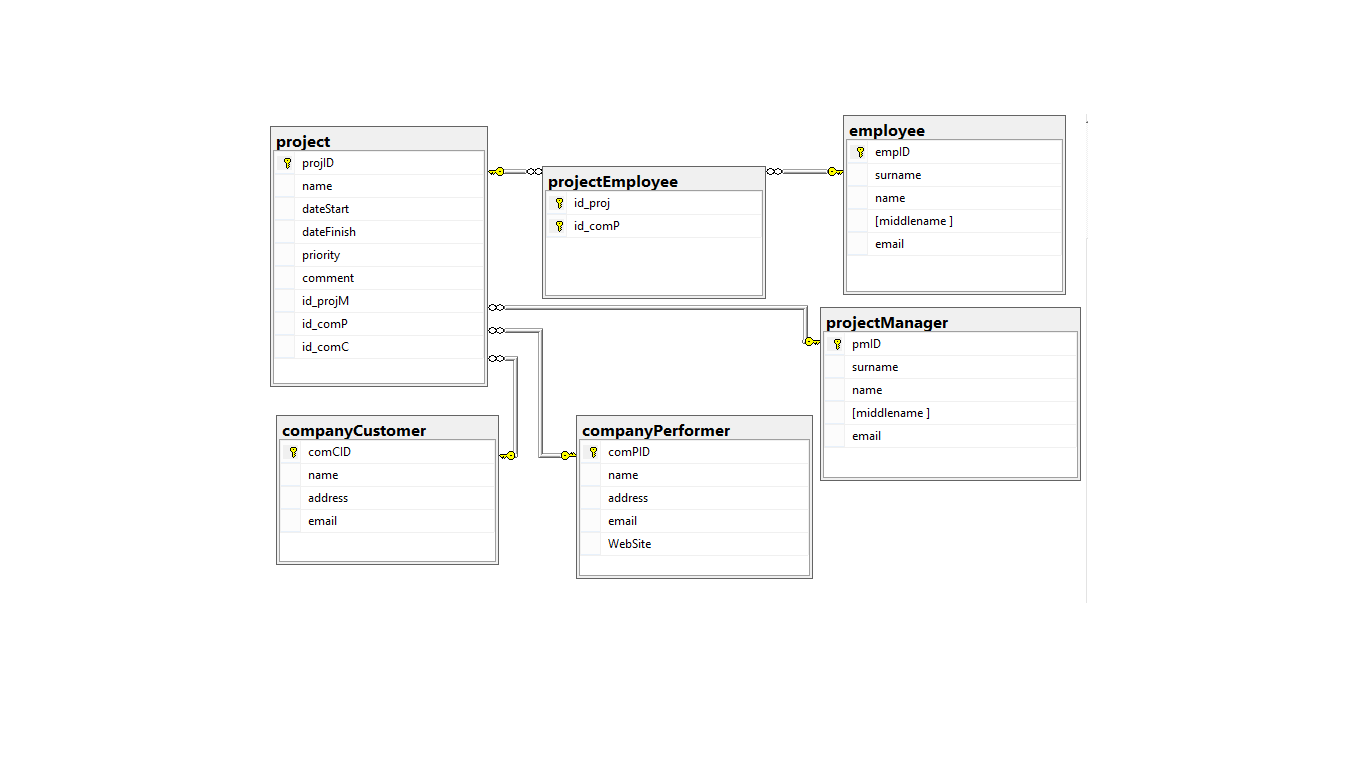 project
projID
name
dateStart
dateFinish
priority
comment
id_projM
id_comP
id_comC
projectEmployee
id_proj
id_comP
employee
empID
surname
name
[middlename ]
email
projectManager
pmID
surname
name
[middlename ]
email
companyCustomer
comCID
name
address
email
companyPerformer
comPID
name
address
email
WebSite